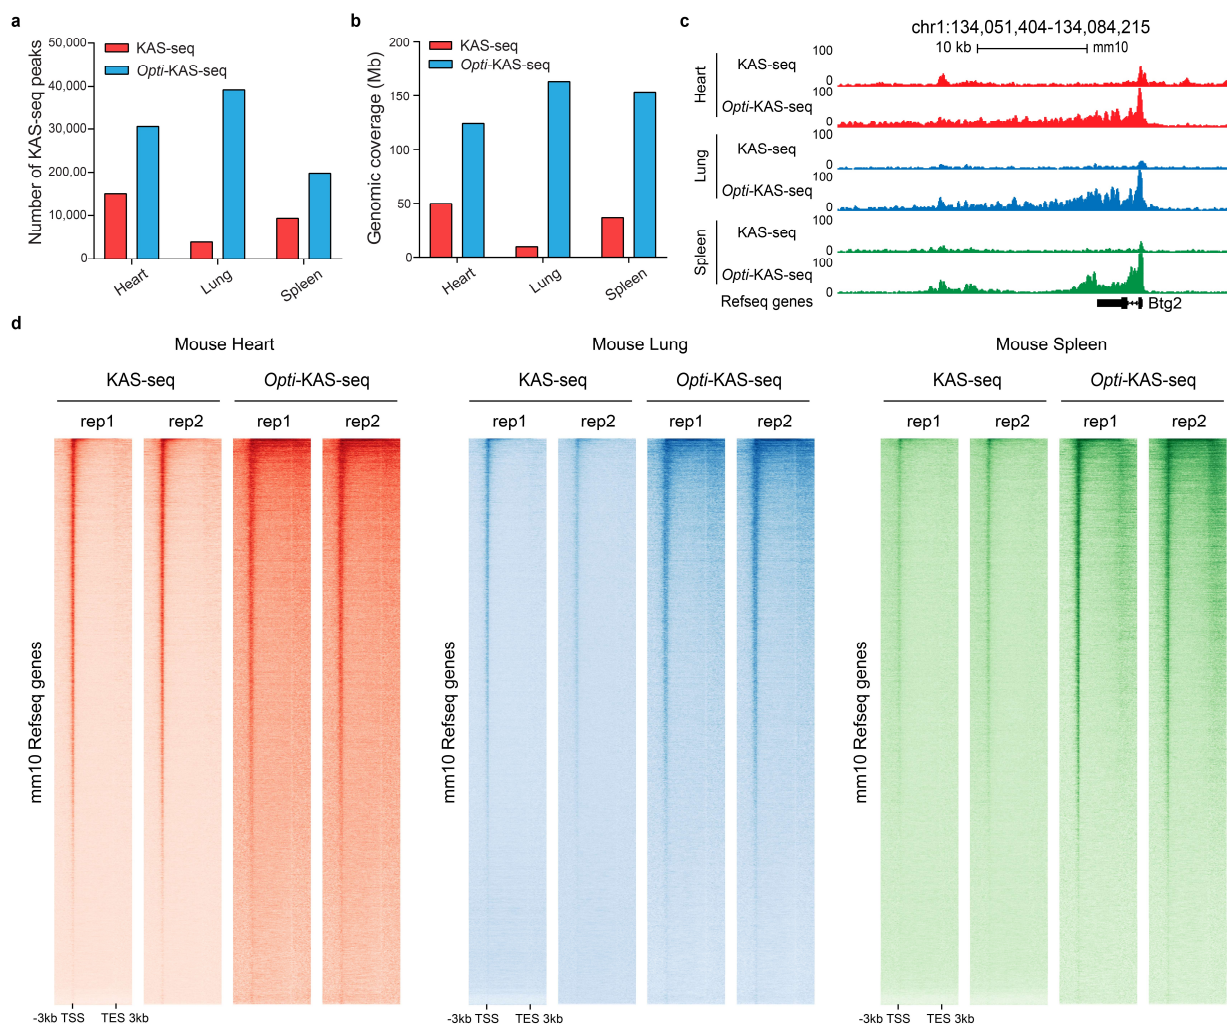 a
Number of KAS-seq peaks
50,000
40,000
30,000
200,00
10,000
0
KAS-seq
Opti-KAS-seq
Heart
Lung
Spleen
b
Genomic coverage (Mb)
200
150
100
50
0
KAS-seq
Opti-KAS-seq
Heart
Lung
Spleen
c
chr1:134,051,404-134,084,215
10 kb
mm10
Heart
KAS-seq
100
0
Opti-KAS-seq
100
0
Lung
KAS-seq
100
0
Opti-KAS-seq
100
0
Spleen
KAS-seq
100
0
Opti-KAS-seq
100
0
Refseq genes
Btg2
d
Mouse Heart
KAS-seq
Opti-KAS-seq
rep1
rep2
rep1
rep2
mm10 Refseq genes
-3kb TSS
TES 3kb
Mouse Lung
KAS-seq
Opti-KAS-seq
rep1
rep2
rep1
rep2
mm10 Refseq genes
-3kb TSS
TES 3kb
Mouse Spleen
KAS-seq
Opti-KAS-seq
rep1
rep2
rep1
rep2
mm10 Refseq genes
-3kb TSS
TES 3kb